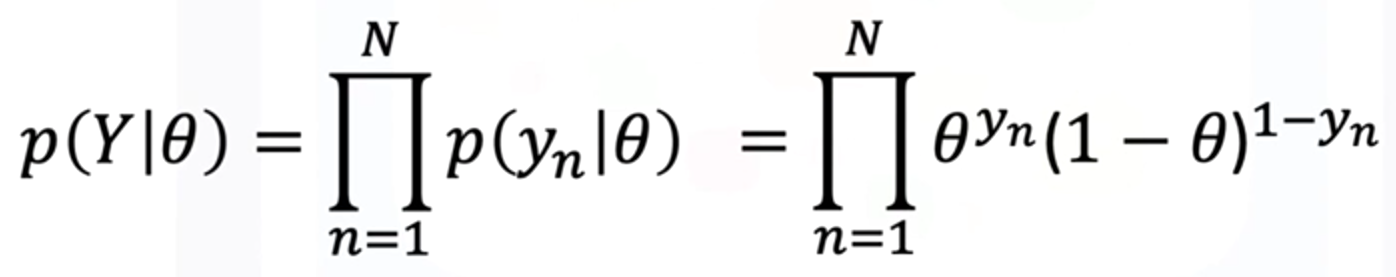 p(Y|θ) = ∏_{n=1}^{N} p(y_n|θ) = ∏_{n=1}^{N} θ^{y_n}(1 − θ)^{1−y_n}